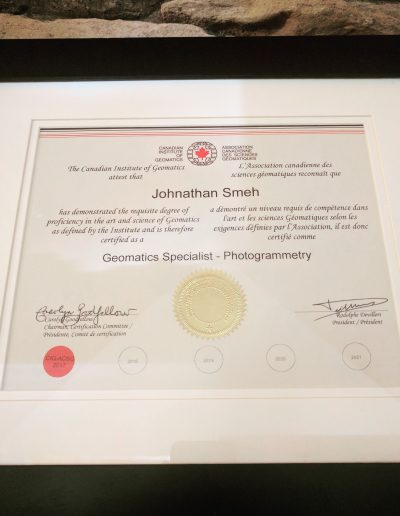 CANADIAN
INSTITUTE
OF
GEOMATICS
ASSOCIATION
CANADIENNE
DES SCIENCES
GÉOMATIQUES
The Canadian Institute of Geomatics
attest that
L'Association canadienne des
sciences géomatiques reconnaît que
Johnathan Smeh
has demonstrated the requisite degree of
proficiency in the art and science of Geomatics
as defined by the Institute and is therefore
certified as a
a démontré un niveau requis de compétence dans
l'art et les sciences Géomatiques selon les
exigences définies par l'Association, il est donc
certifié comme
Geomatics Specialist - Photogrammetry
Carolyn Goodfellow
Carolyn Goodfellow
Chairman, Certification Committee /
Présidente, Comité de certification
Rodolphe Devillers
President / Président
CIG-ACSG
2017
2018
2019
2020
2021